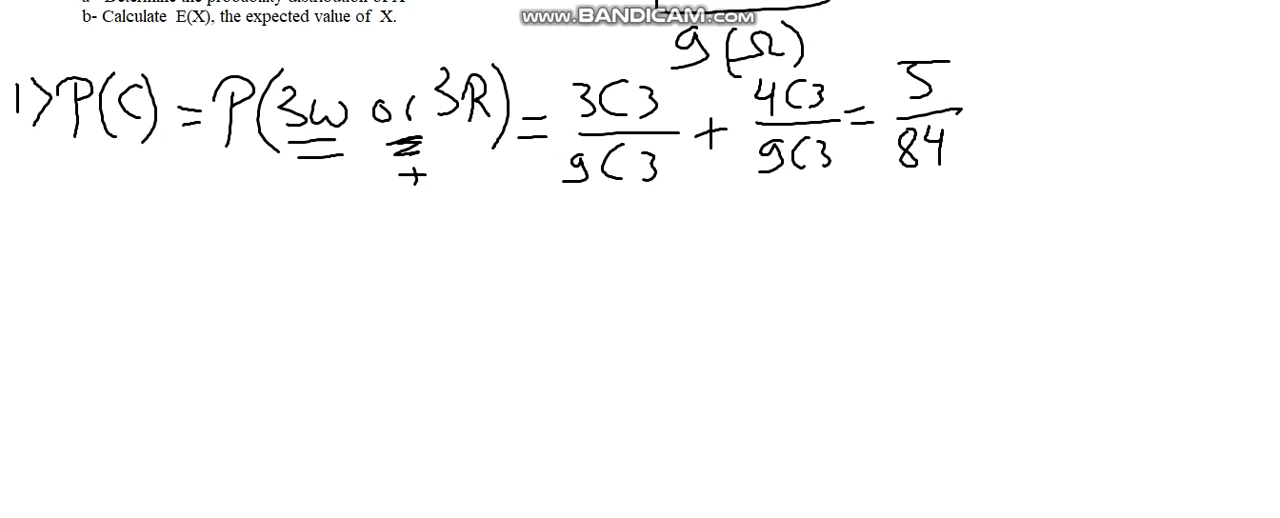 b- Calculate E(X), the expected value of X.
www.BANDICAM.com
9 (Ω)
1) P(C) = P(3W or 3R) = 3C3/9C3 + 4C3/9C3 = 5/84
+